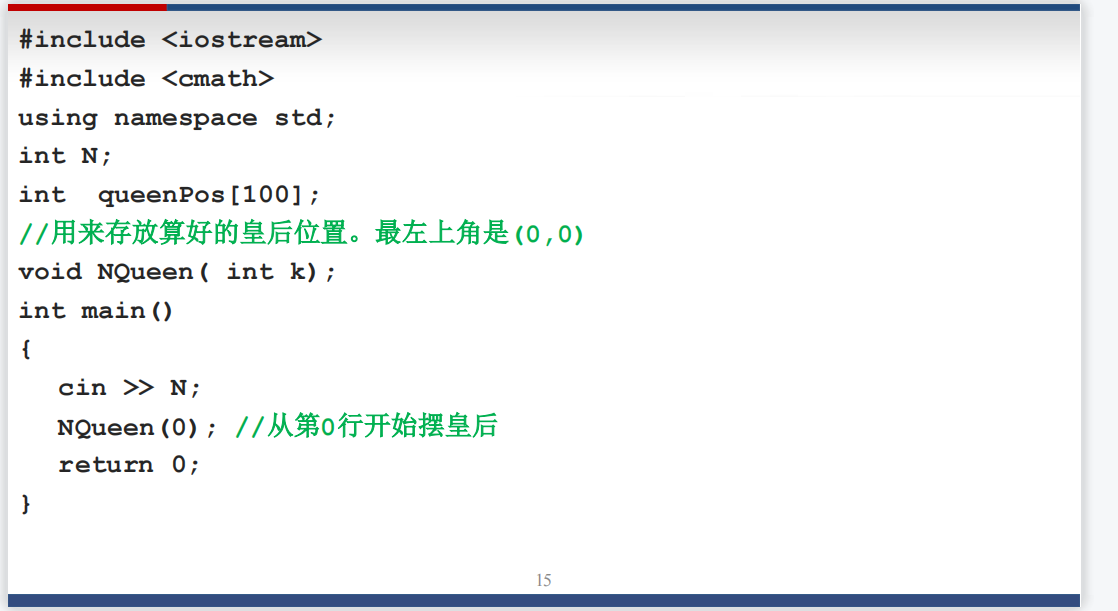 #include <iostream>
#include <cmath>
using namespace std;
int N;
int  queenPos[100];
//用来存放算好的皇后位置。最左上角是(0,0)
void NQueen( int k);
int main()
{
cin >> N;
NQueen(0); //从第0行开始摆皇后
return 0;
}
15